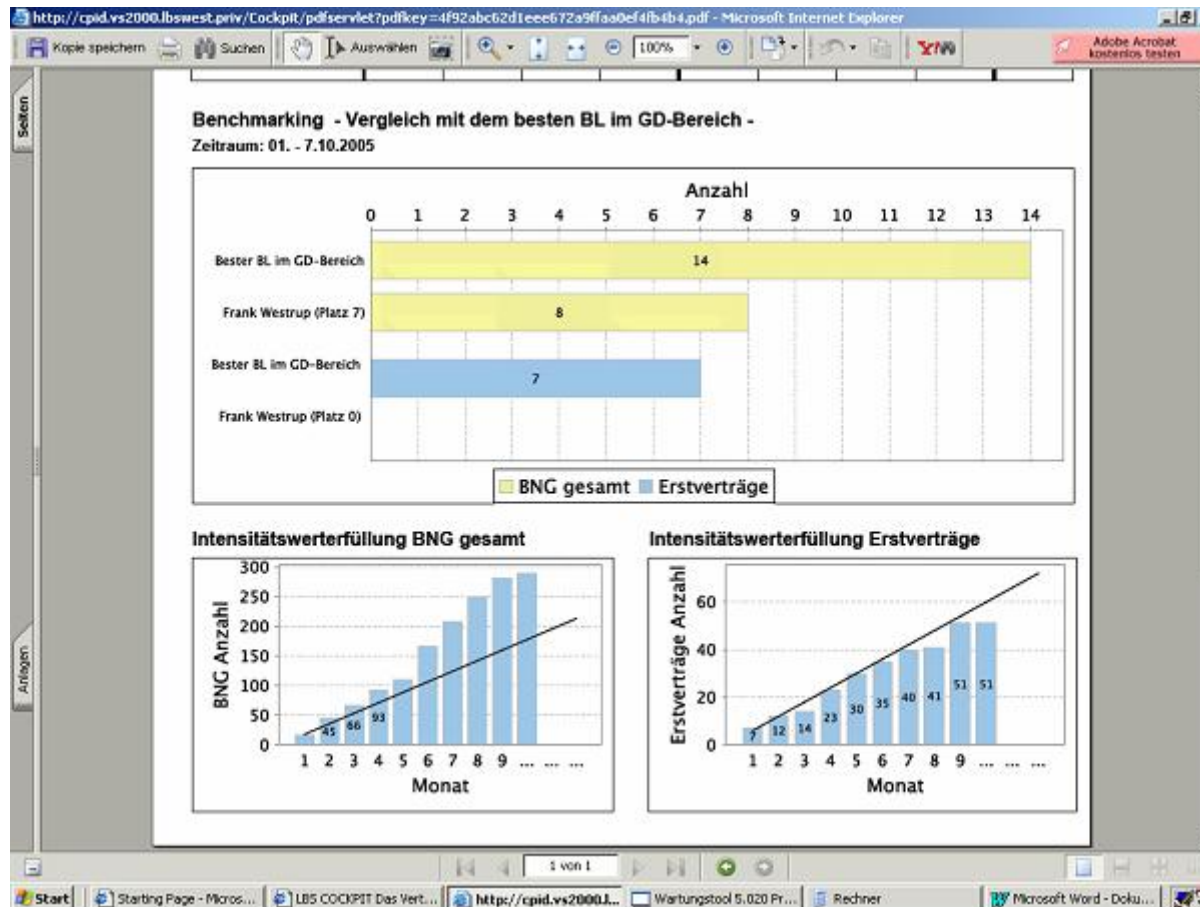 http://cpid.vs2000.lbswest.priv/Cockpit/pdfservlet?pdfkey=4f92abc62d1eee672a9ffaa0ef4fb4b4.pdf - Microsoft Internet Explorer
Kopie speichern Suchen Auswählen 100% Adobe Acrobat kostenlos testen
Seiten
Anlagen
Benchmarking - Vergleich mit dem besten BL im GD-Bereich -
Zeitraum: 01. - 7.10.2005
Anzahl
0 1 2 3 4 5 6 7 8 9 10 11 12 13 14
Bester BL im GD-Bereich 14
Frank Westrup (Platz 7) 8
Bester BL im GD-Bereich 7
Frank Westrup (Platz 0)
BNG gesamt Erstverträge
Intensitätswerterfüllung BNG gesamt
BNG Anzahl
300
250
200
150
100
50
0
45 66 93
1 2 3 4 5 6 7 8 9 ... ... ...
Monat
Intensitätswerterfüllung Erstverträge
Erstverträge Anzahl
60
40
20
0
7 12 14 23 30 35 40 41 51 51
1 2 3 4 5 6 7 8 9 ... ... ...
Monat
1 von 1
Start Starting Page - Micros... LBS COCKPIT Das Vert... http://cpid.vs2000.l... Wartungstool 5.020 Pr... Rechner Microsoft Word - Doku...